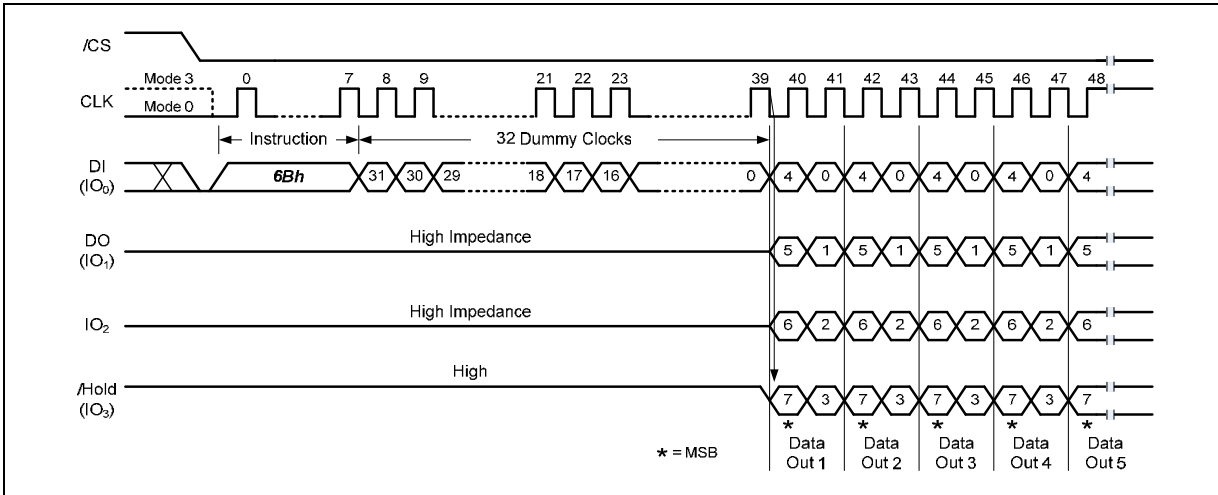 /CS
Mode 3 0 7 8 9 21 22 23 39 40 41 42 43 44 45 46 47 48
CLK
Mode 0
Instruction 32 Dummy Clocks
DI
(IO0) 6Bh 31 30 29 18 17 16 0 4 0 4 0 4 0 4 0 4
High Impedance
DO
(IO1) 5 1 5 1 5 1 5 1 5
High Impedance
IO2 6 2 6 2 6 2 6 2 6
High
/Hold
(IO3) 7 3 7 3 7 3 7 3 7
* * * * *
* = MSB
Data Data Data Data Data
Out 1 Out 2 Out 3 Out 4 Out 5